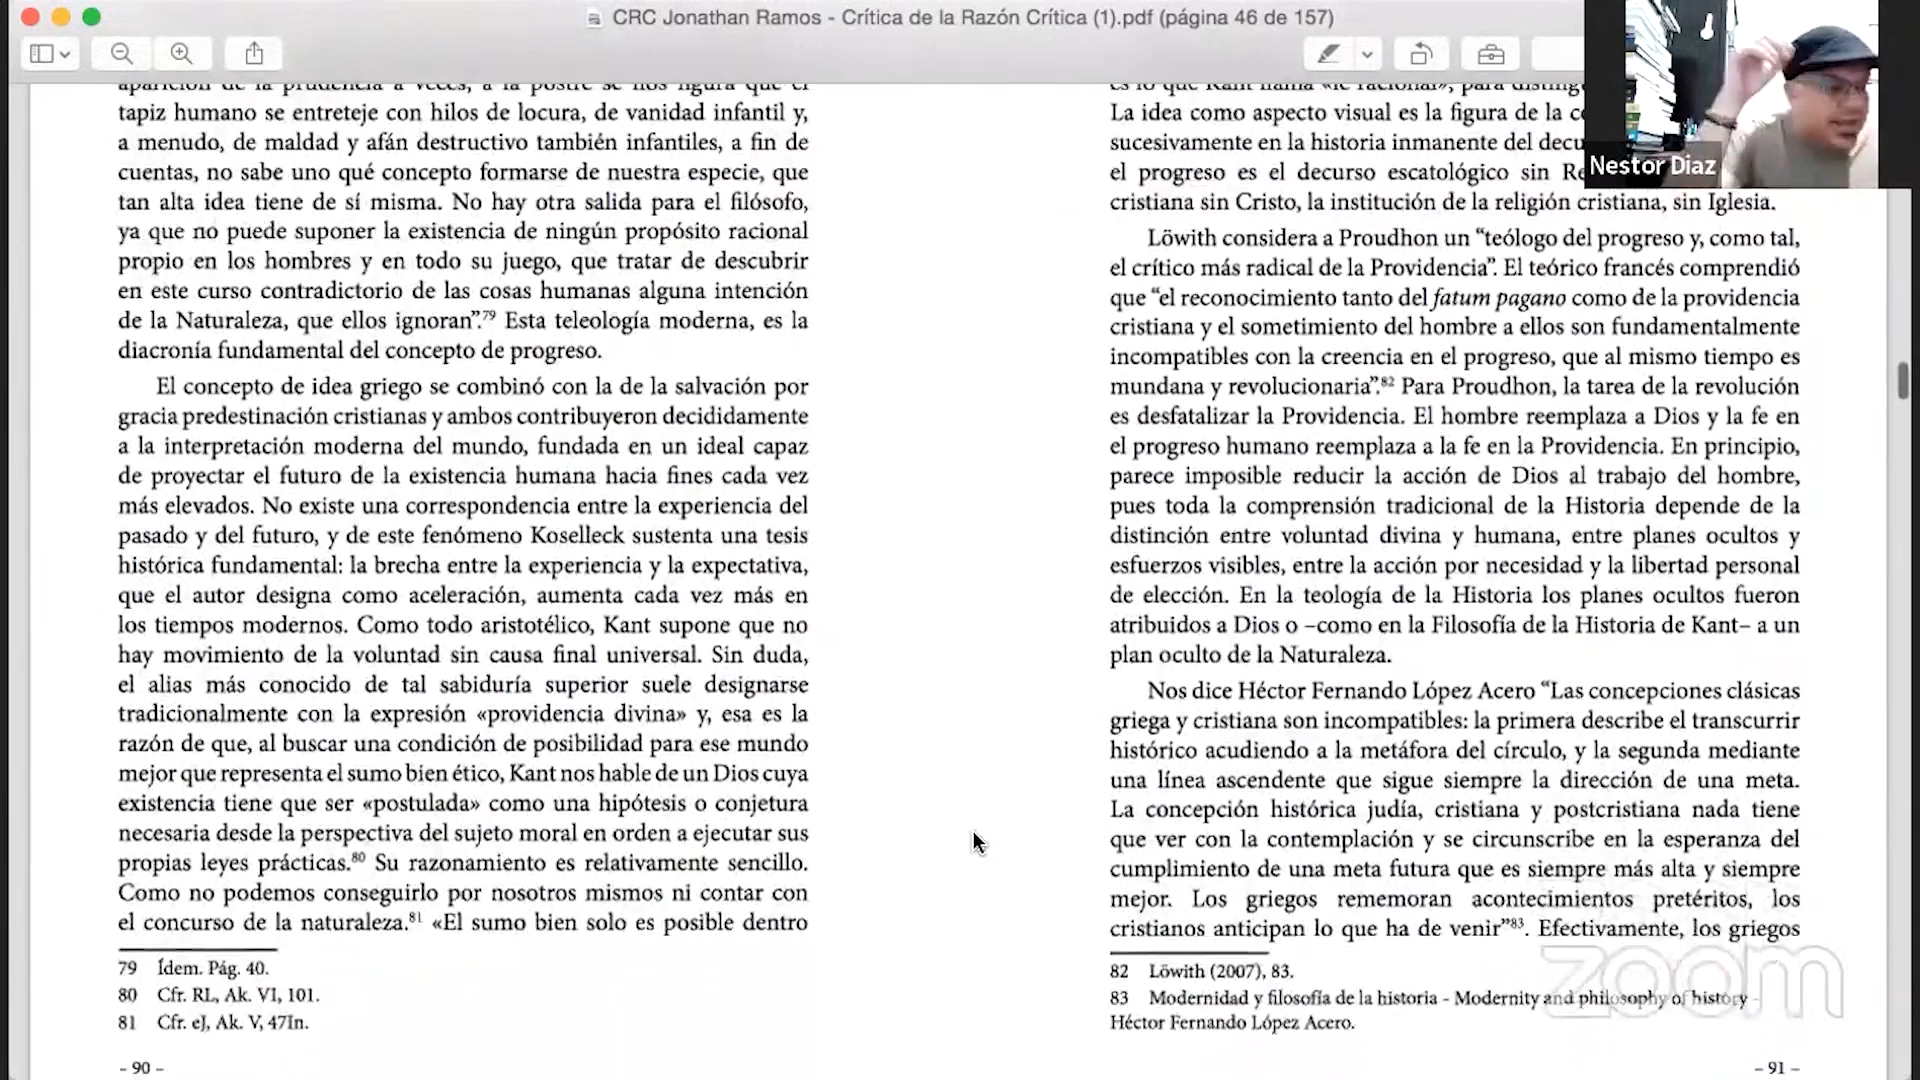 CRC Jonathan Ramos - Crítica de la Razón Crítica (1).pdf (página 46 de 157)
Nestor Diaz
aparición de la prudencia a veces, a la postre se nos figura que el
tapiz humano se entreteje con hilos de locura, de vanidad infantil y,
a menudo, de maldad y afán destructivo también infantiles, a fin de
cuentas, no sabe uno qué concepto formarse de nuestra especie, que
tan alta idea tiene de sí misma. No hay otra salida para el filósofo,
ya que no puede suponer la existencia de ningún propósito racional
propio en los hombres y en todo su juego, que tratar de descubrir
en este curso contradictorio de las cosas humanas alguna intención
de la Naturaleza, que ellos ignoran”.79 Esta teleología moderna, es la
diacronía fundamental del concepto de progreso.
El concepto de idea griego se combinó con la de la salvación por
gracia predestinación cristianas y ambos contribuyeron decididamente
a la interpretación moderna del mundo, fundada en un ideal capaz
de proyectar el futuro de la existencia humana hacia fines cada vez
más elevados. No existe una correspondencia entre la experiencia del
pasado y del futuro, y de este fenómeno Koselleck sustenta una tesis
histórica fundamental: la brecha entre la experiencia y la expectativa,
que el autor designa como aceleración, aumenta cada vez más en
los tiempos modernos. Como todo aristotélico, Kant supone que no
hay movimiento de la voluntad sin causa final universal. Sin duda,
el alias más conocido de tal sabiduría superior suele designarse
tradicionalmente con la expresión «providencia divina» y, esa es la
razón de que, al buscar una condición de posibilidad para ese mundo
mejor que representa el sumo bien ético, Kant nos hable de un Dios cuya
existencia tiene que ser «postulada» como una hipótesis o conjetura
necesaria desde la perspectiva del sujeto moral en orden a ejecutar sus
propias leyes prácticas.80 Su razonamiento es relativamente sencillo.
Como no podemos conseguirlo por nosotros mismos ni contar con
el concurso de la naturaleza.81 «El sumo bien solo es posible dentro
79 Ídem. Pág. 40.
80 Cfr. RL, Ak. VI, 101.
81 Cfr. eJ, Ak. V, 47In.
– 90 –
es lo que Kant llama para
La idea como aspecto visual es la figura de la
sucesivamente en la historia inmanente del
el progreso es el decurso escatológico sin
cristiana sin Cristo, la institución de la religión cristiana, sin Iglesia.
Löwith considera a Proudhon un “teólogo del progreso y, como tal,
el crítico más radical de la Providencia”. El teórico francés comprendió
que “el reconocimiento tanto del fatum pagano como de la providencia
cristiana y el sometimiento del hombre a ellos son fundamentalmente
incompatibles con la creencia en el progreso, que al mismo tiempo es
mundana y revolucionaria”.82 Para Proudhon, la tarea de la revolución
es desfatalizar la Providencia. El hombre reemplaza a Dios y la fe en
el progreso humano reemplaza a la fe en la Providencia. En principio,
parece imposible reducir la acción de Dios al trabajo del hombre,
pues toda la comprensión tradicional de la Historia depende de la
distinción entre voluntad divina y humana, entre planes ocultos y
esfuerzos visibles, entre la acción por necesidad y la libertad personal
de elección. En la teología de la Historia los planes ocultos fueron
atribuidos a Dios o –como en la Filosofía de la Historia de Kant– a un
plan oculto de la Naturaleza.
Nos dice Héctor Fernando López Acero “Las concepciones clásicas
griega y cristiana son incompatibles: la primera describe el transcurrir
histórico acudiendo a la metáfora del círculo, y la segunda mediante
una línea ascendente que sigue siempre la dirección de una meta.
La concepción histórica judía, cristiana y postcristiana nada tiene
que ver con la contemplación y se circunscribe en la esperanza del
cumplimiento de una meta futura que es siempre más alta y siempre
mejor. Los griegos rememoran acontecimientos pretéritos, los
cristianos anticipan lo que ha de venir”83. Efectivamente, los griegos
82 Löwith (2007), 83.
83 Modernidad y filosofía de la historia - Modernity and philosophy of history -
Héctor Fernando López Acero.
– 91 –
zoom